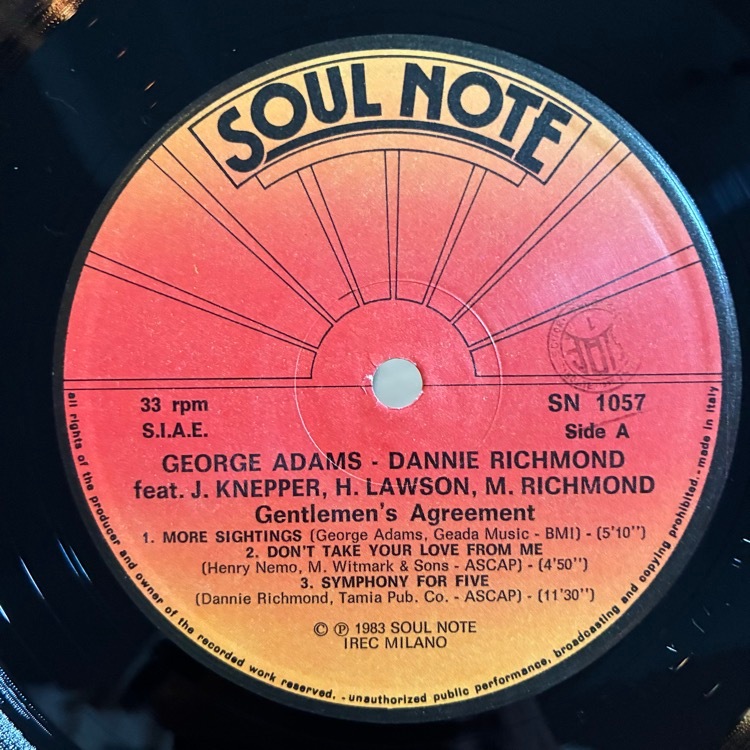 SOUL NOTE
33 rpm
SN 1057
S.I.A.E.
Side A
GEORGE ADAMS - DANNIE RICHMOND
feat. J. KNEPPER, H. LAWSON, M. RICHMOND
Gentlemen's Agreement
1. MORE SIGHTINGS (George Adams, Geada Music - BMI) - (5'10'')
2. DON'T TAKE YOUR LOVE FROM ME
(Henry Nemo, M. Witmark & Sons - ASCAP) - (4'50'')
3. SYMPHONY FOR FIVE
(Dannie Richmond, Tamia Pub. Co. - ASCAP) - (11'30'')
© ℗ 1983 SOUL NOTE
IREC MILANO
all rights of the producer and owner of the recorded work reserved. - unauthorized public performance, broadcasting and copying prohibited. - made in italy